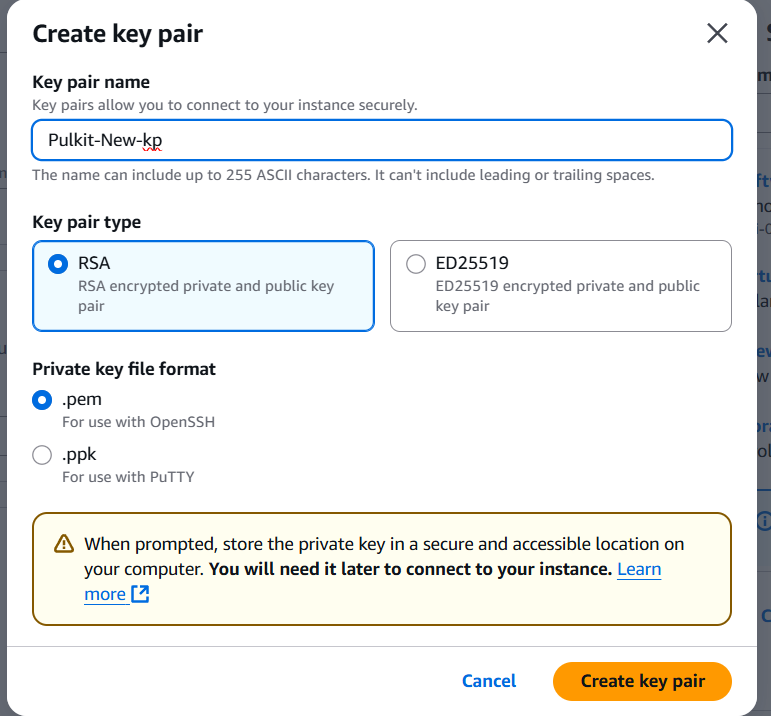 Create key pair
Key pair name
Key pairs allow you to connect to your instance securely.
Pulkit-New-kp
The name can include up to 255 ASCII characters. It can't include leading or trailing spaces.
Key pair type
RSA
RSA encrypted private and public key
pair
ED25519
ED25519 encrypted private and public
key pair
Private key file format
.pem
For use with OpenSSH
.ppk
For use with PuTTY
When prompted, store the private key in a secure and accessible location on
your computer. You will need it later to connect to your instance. Learn
more
Cancel
Create key pair